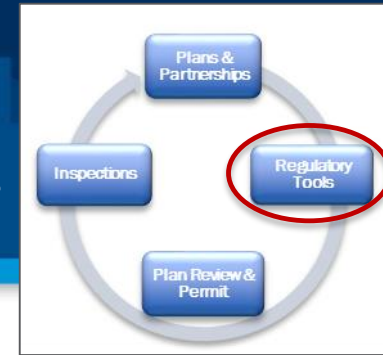 Plans &
Partnerships
Regulatory
Tools
Inspections
Plan Review &
Permit